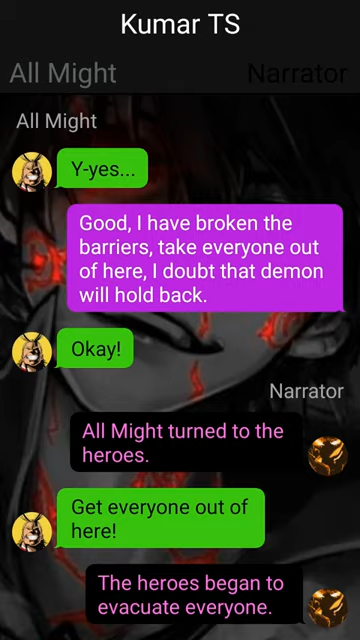 Kumar TS
All Might
Narrator
All Might
Y-yes...
Good, I have broken the
barriers, take everyone out
of here, I doubt that demon
will hold back.
Okay!
Narrator
All Might turned to the
heroes.
Get everyone out of
here!
The heroes began to
evacuate everyone.